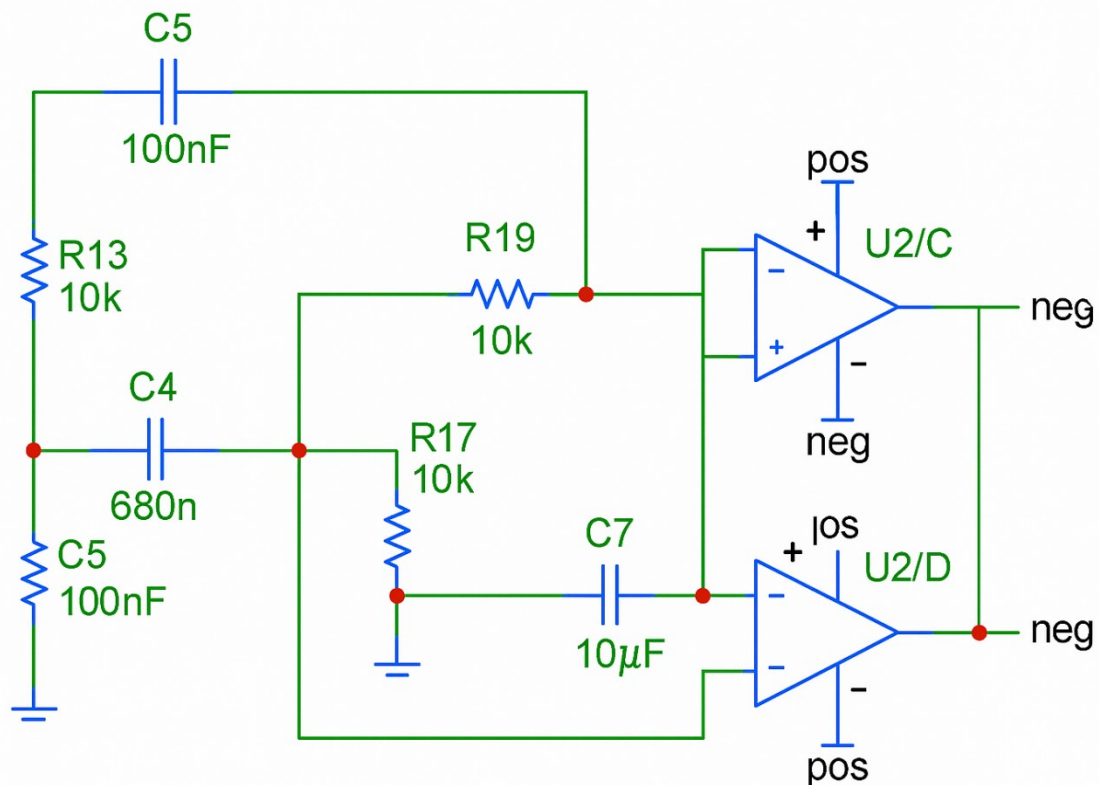 C5
100nF
pos
+
U2/C
R19
R13
10k
−
neg
+
10k
−
C4
neg
R17
10k
680n
C7
pos
+
C5
U2/D
100nF
−
neg
10µF
−
−
pos